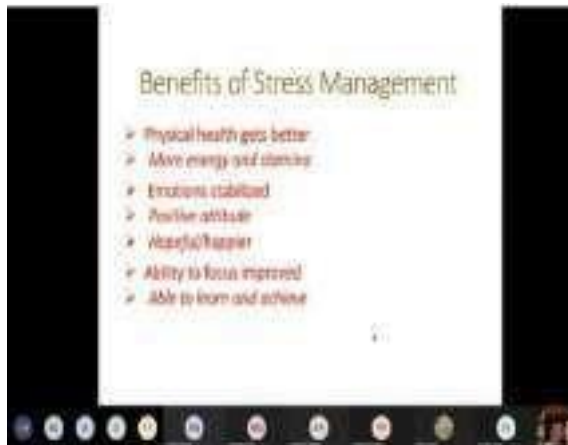 Benefits of Stress Management
➢ Physical health gets better
➢ More energy and stamina
➢ Emotions stabilized
➢ Positive attitude
➢ Hopeful/happier
➢ Ability to focus improved
➢ Able to learn and achieve